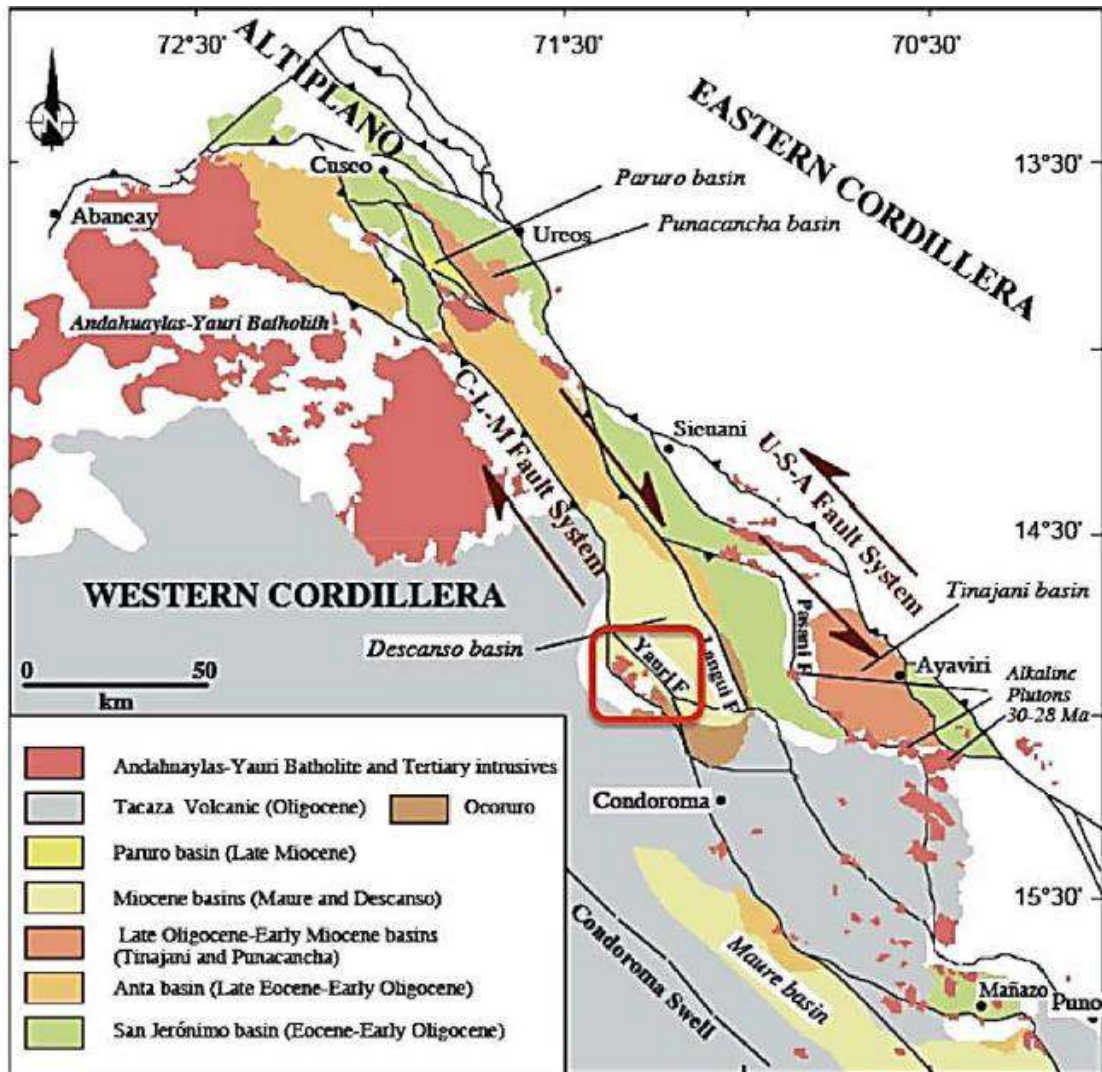 72°30'
71°30'
70°30'
ALTIPLANO
EASTERN CORDILLERA
N
Cusco
13°30'
Paruro basin
Abancay
Urcos
Punacancha basin
Andahuaylas-Yauri Batholith
C-L-M Fault System
Sicuani
U-S-A Fault System
14°30'
WESTERN CORDILLERA
Tinajani basin
Descanso basin
Yauri F
Langui F
Pasani F
Ayaviri
0 50
km
Alkaline
Plutons
30-28 Ma
Andahuaylas-Yauri Batholite and Tertiary intrusives
Tacaza Volcanic (Oligocene)
Ocoruro
Condoroma
Paruro basin (Late Miocene)
Miocene basins (Maure and Descanso)
15°30'
Late Oligocene-Early Miocene basins
(Tinajani and Punacancha)
Condoroma Swell
Maure basin
Anta basin (Late Eocene-Early Oligocene)
Mañazo
Puno
San Jerónimo basin (Eocene-Early Oligocene)